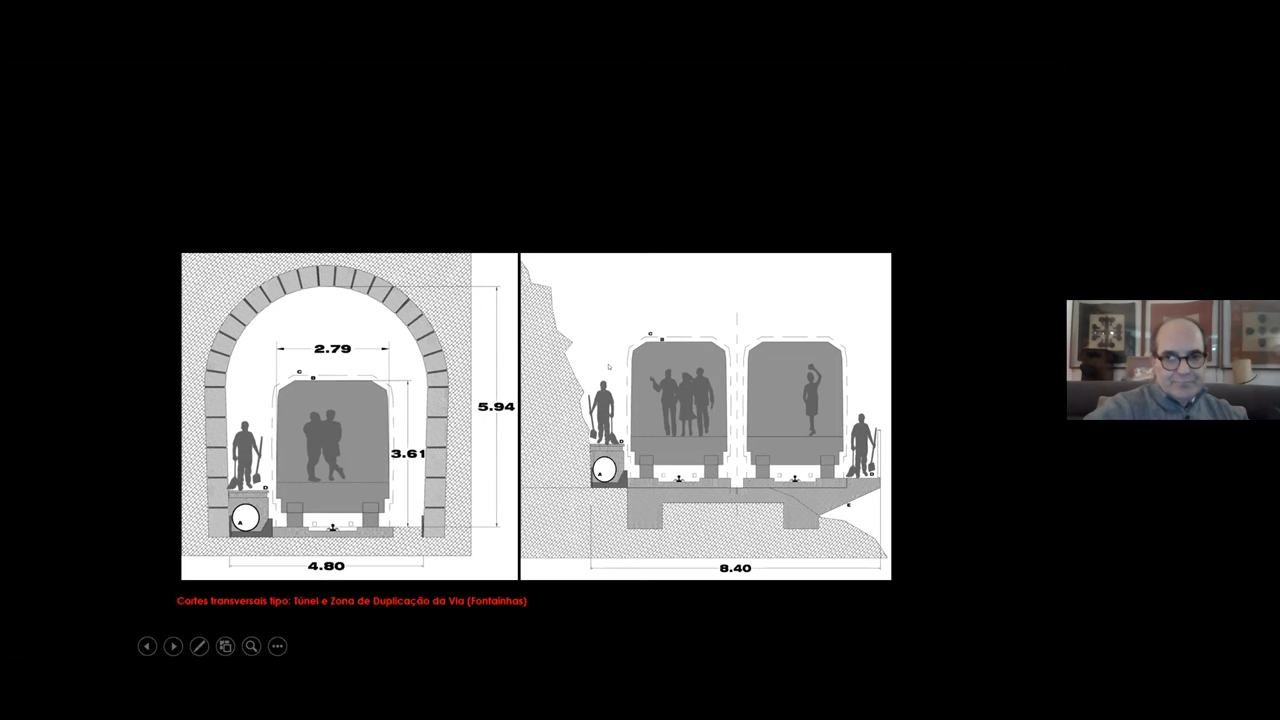 2.79
C
B
5.94
3.61
D
A
4.80
C
B
D
A
D
E
8.40
Cortes transversais tipo: Túnel e Zona de Duplicação da Via (Fontaínhas)